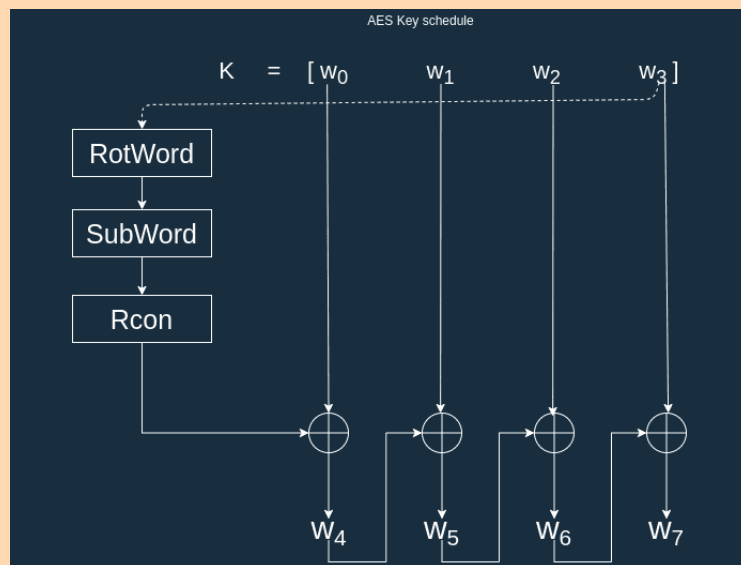 AES Key schedule
K = [ w₀ w₁ w₂ w₃ ]
RotWord
SubWord
Rcon
w₄ w₅ w₆ w₇